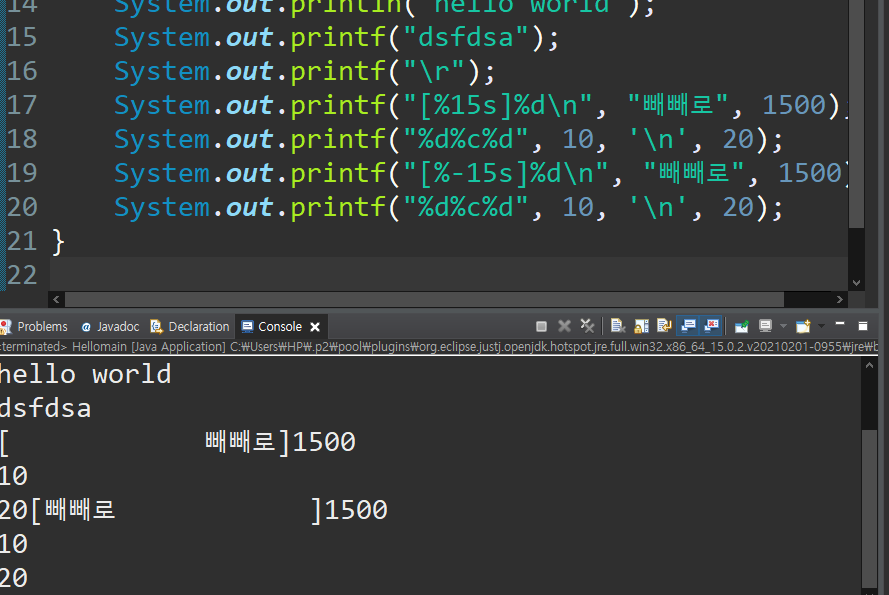 14 System.out.println("hello world");
15 System.out.printf("dsfdsa");
16 System.out.printf("\r");
17 System.out.printf("[%15s]%d\n", "빼빼로", 1500);
18 System.out.printf("%d%c%d", 10, '\n', 20);
19 System.out.printf("[%-15s]%d\n", "빼빼로", 1500)
20 System.out.printf("%d%c%d", 10, '\n', 20);
21 }
22
Problems @ Javadoc Declaration Console
<terminated> Hellomain [Java Application] C:₩Users₩HP₩.p2₩pool₩plugins₩org.eclipse.justj.openjdk.hotspot.jre.full.win32.x86_64_15.0.2.v20210201-0955₩jre₩b
hello world
dsfdsa
[            빼빼로]1500
10
20[빼빼로            ]1500
10
20